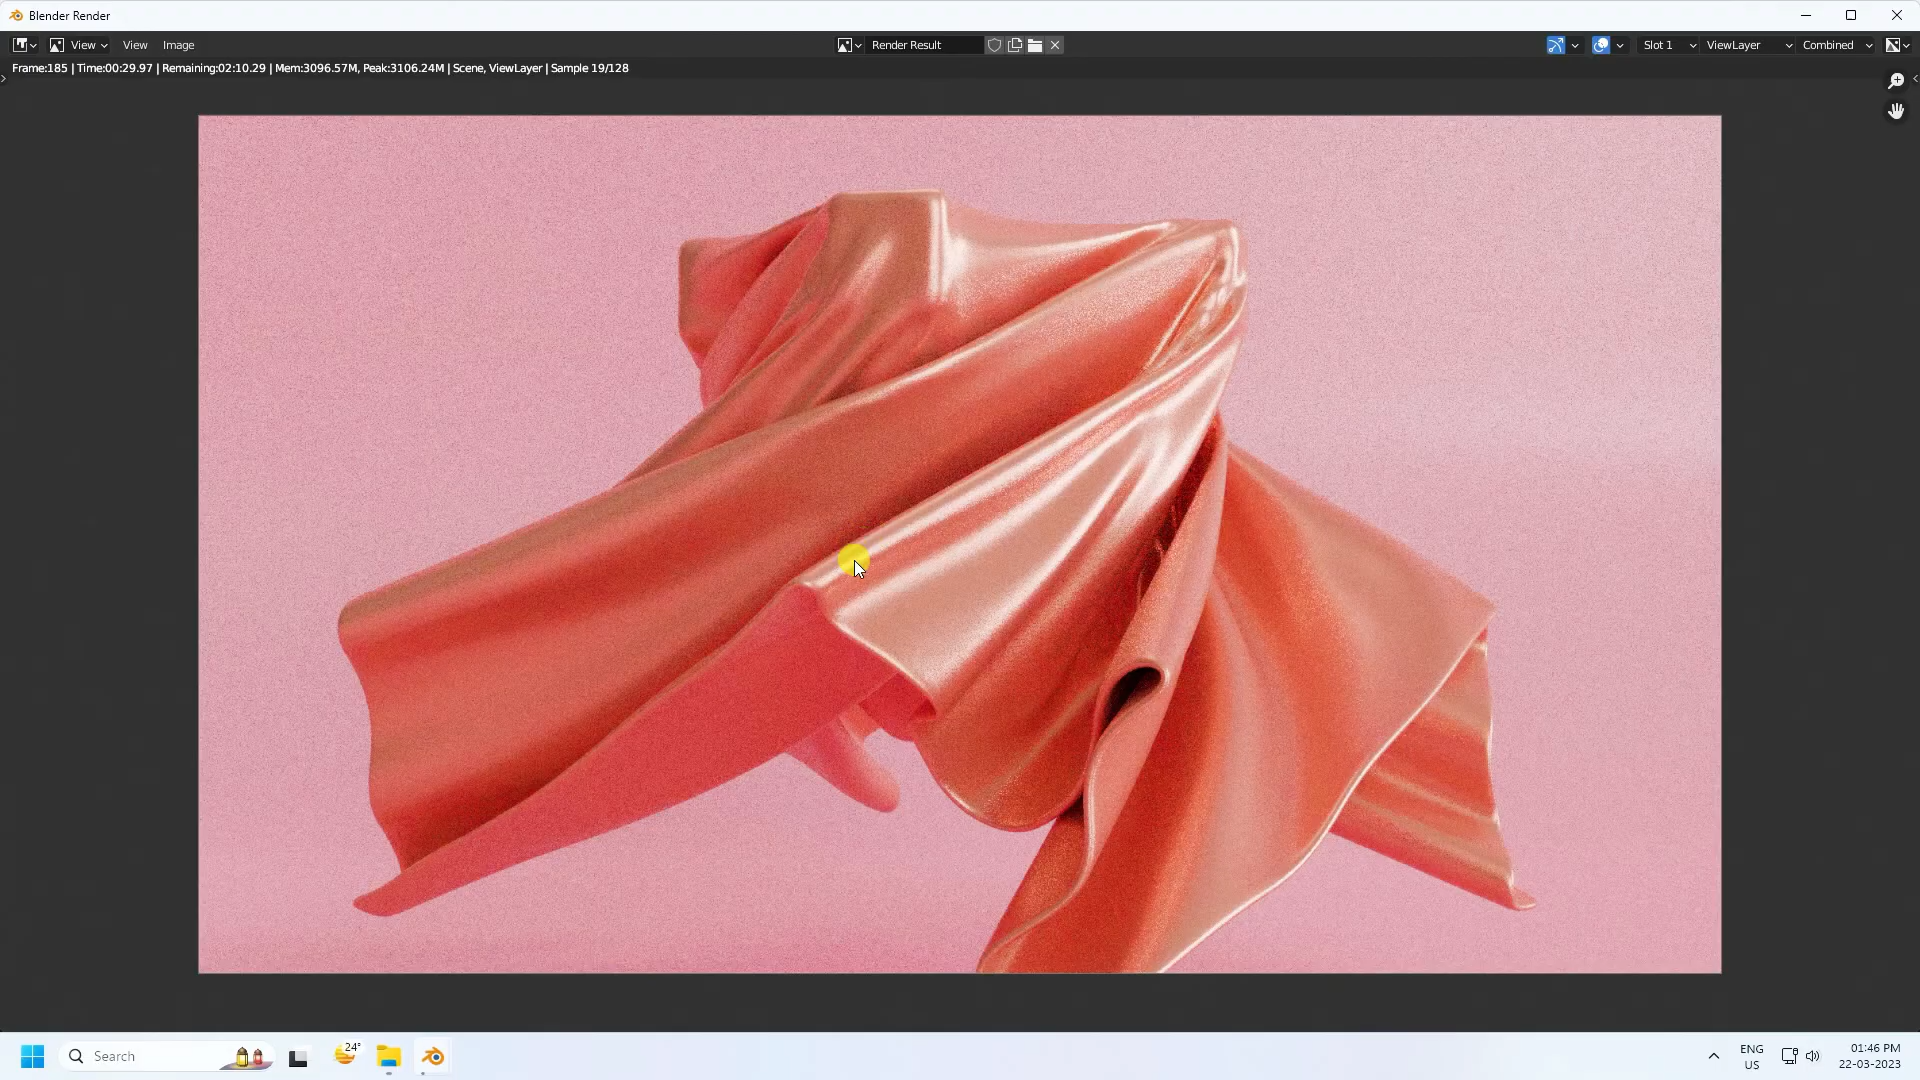 Blender Render
View View Image Render Result Slot 1 ViewLayer Combined
Frame:185 | Time:00:29.97 | Remaining:02:10.29 | Mem:3096.57M, Peak:3106.24M | Scene, ViewLayer | Sample 19/128
Search 24° ENG US 01:46 PM
22-03-2023